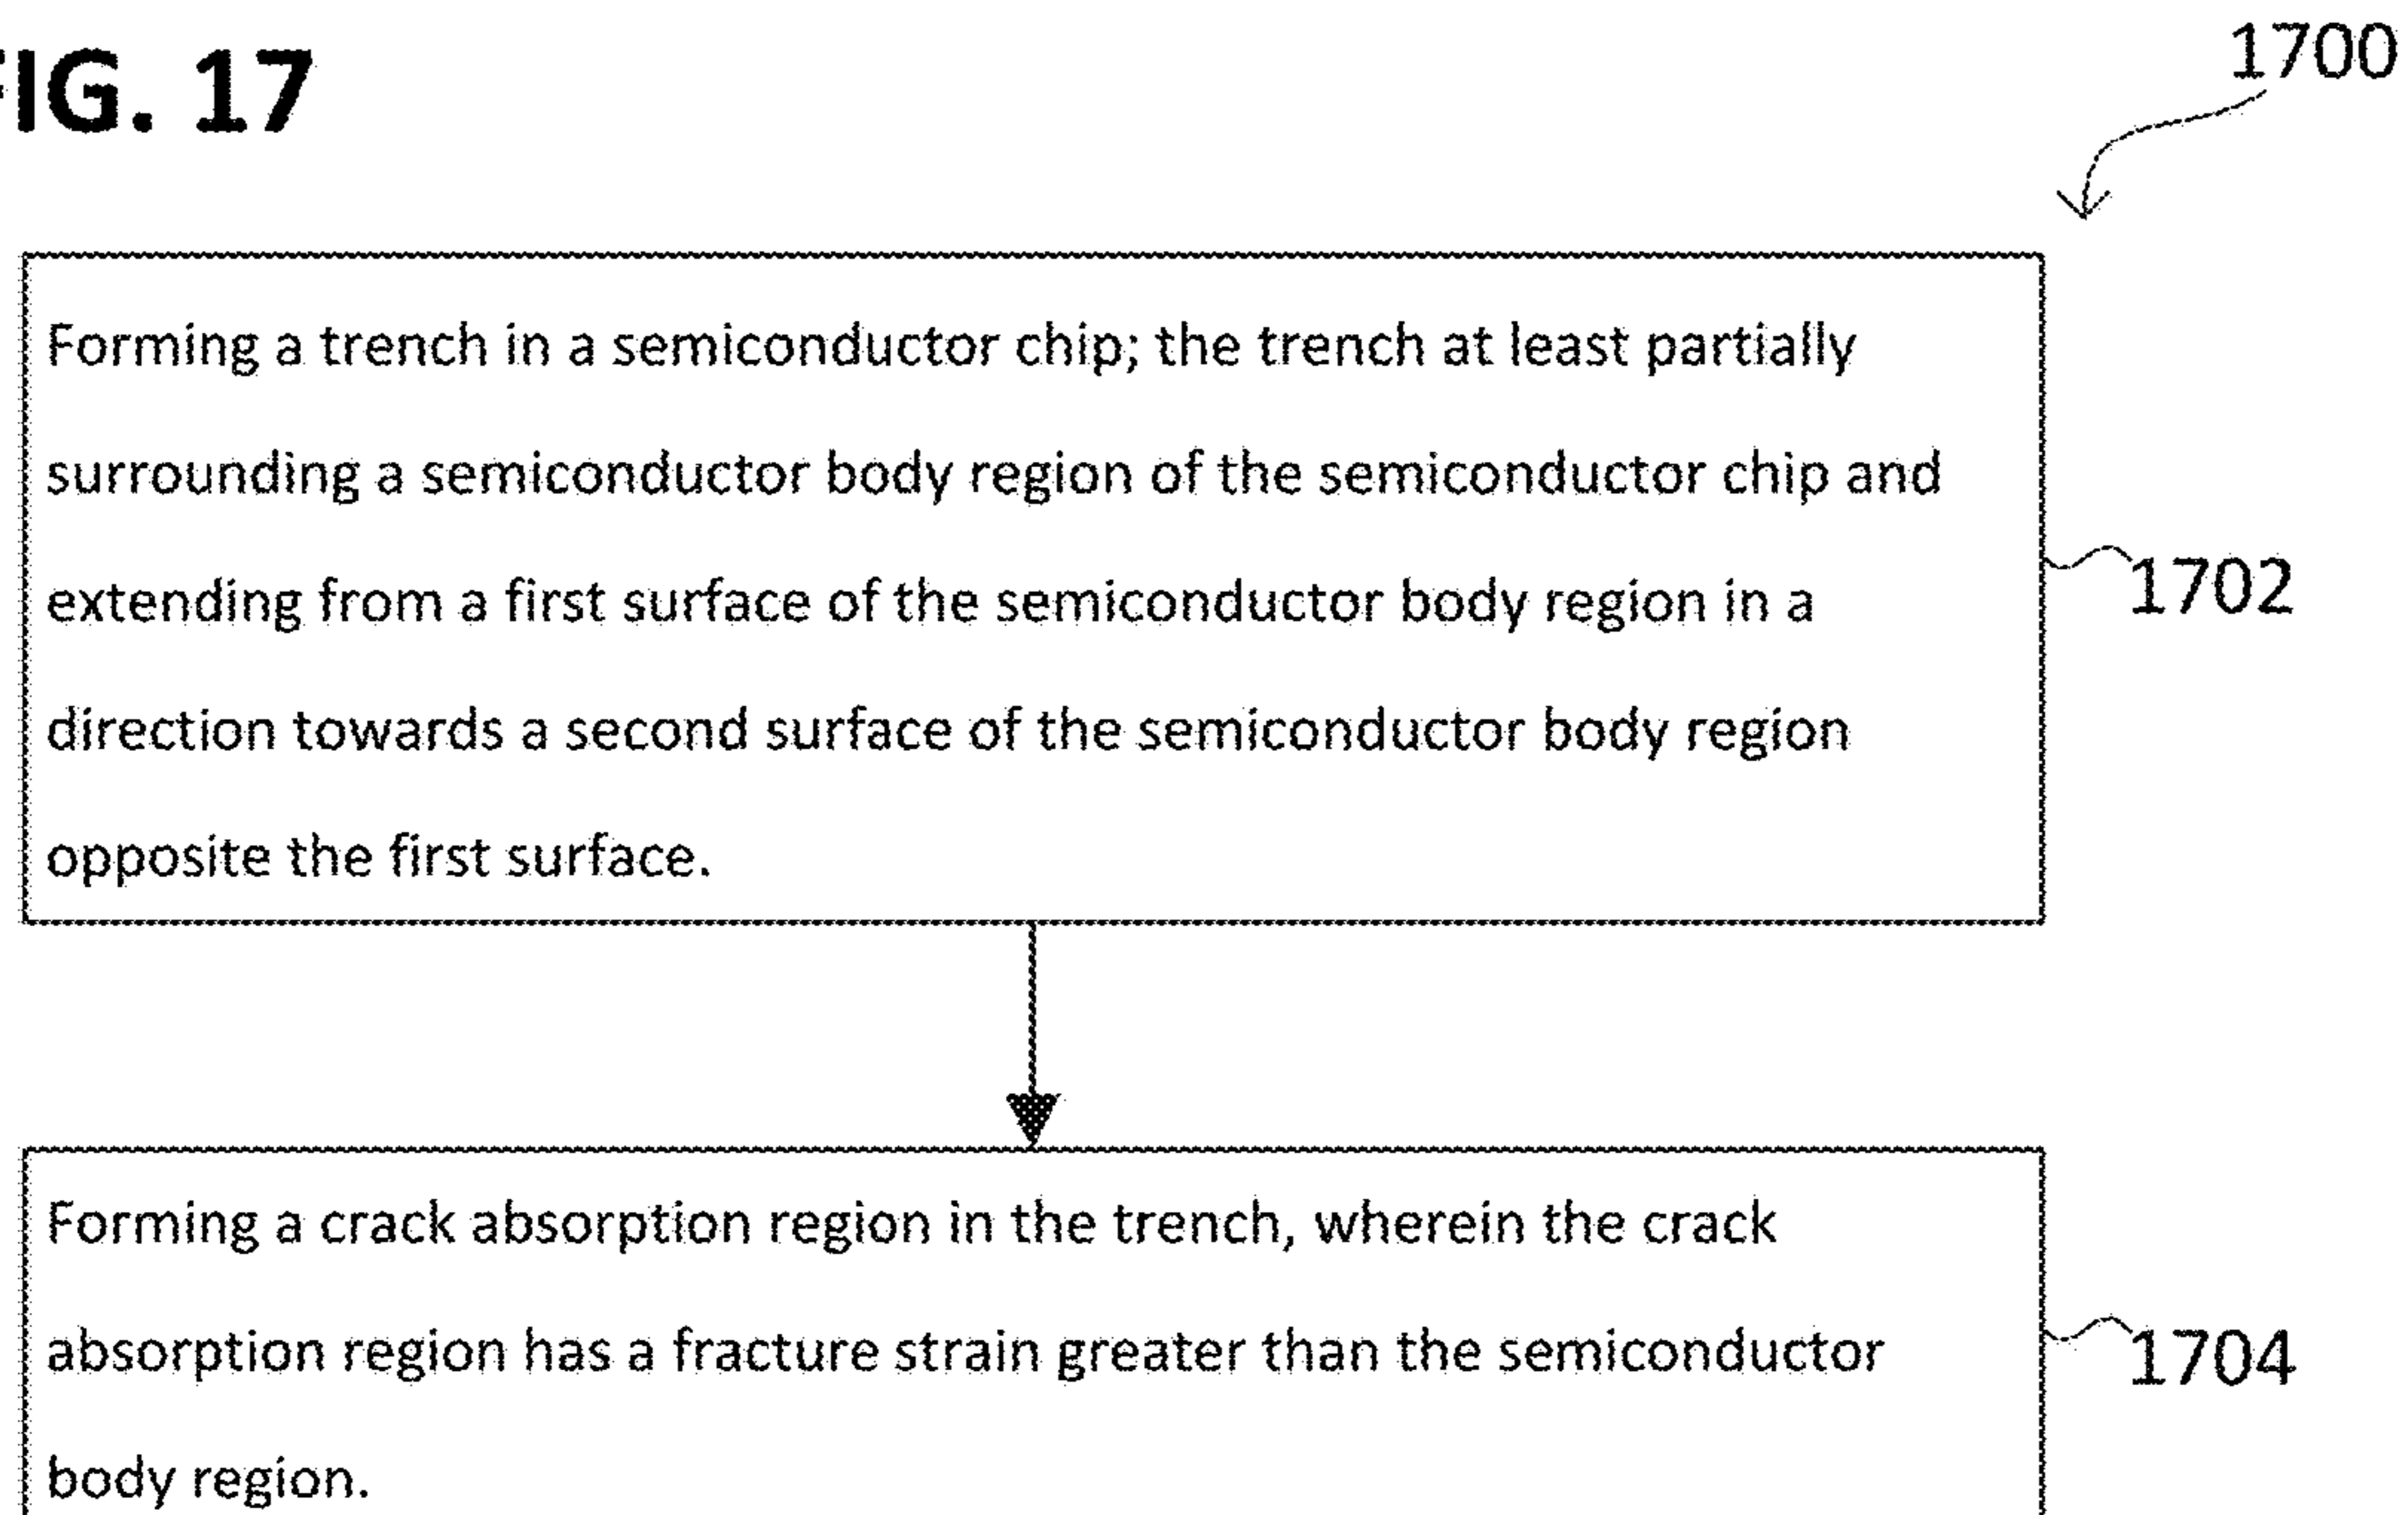 FIG. 17
1700
Forming a trench in a semiconductor chip; the trench at least partially
surrounding a semiconductor body region of the semiconductor chip and
extending from a first surface of the semiconductor body region in a
direction towards a second surface of the semiconductor body region
opposite the first surface.
1702
Forming a crack absorption region in the trench, wherein the crack
absorption region has a fracture strain greater than the semiconductor
body region.
1704